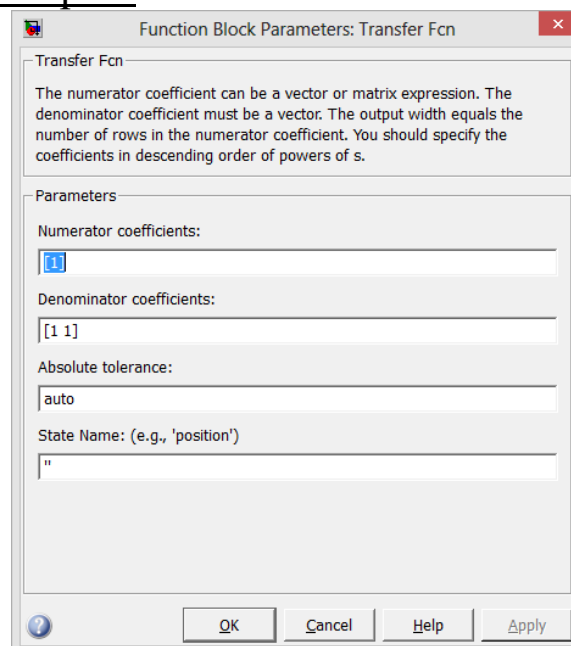 Function Block Parameters: Transfer Fcn
Transfer Fcn
The numerator coefficient can be a vector or matrix expression. The
denominator coefficient must be a vector. The output width equals the
number of rows in the numerator coefficient. You should specify the
coefficients in descending order of powers of s.
Parameters
Numerator coefficients:
[1]
Denominator coefficients:
[1 1]
Absolute tolerance:
auto
State Name: (e.g., 'position')
''
OK Cancel Help Apply